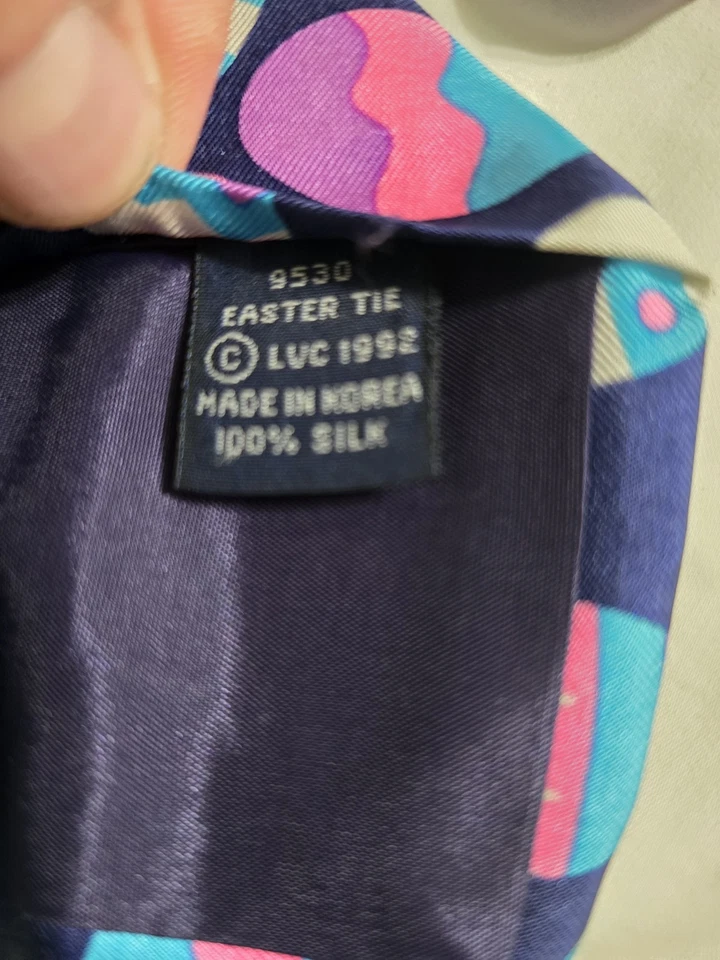 9530
EASTER TIE
© LVC 1992
MADE IN KOREA
100% SILK